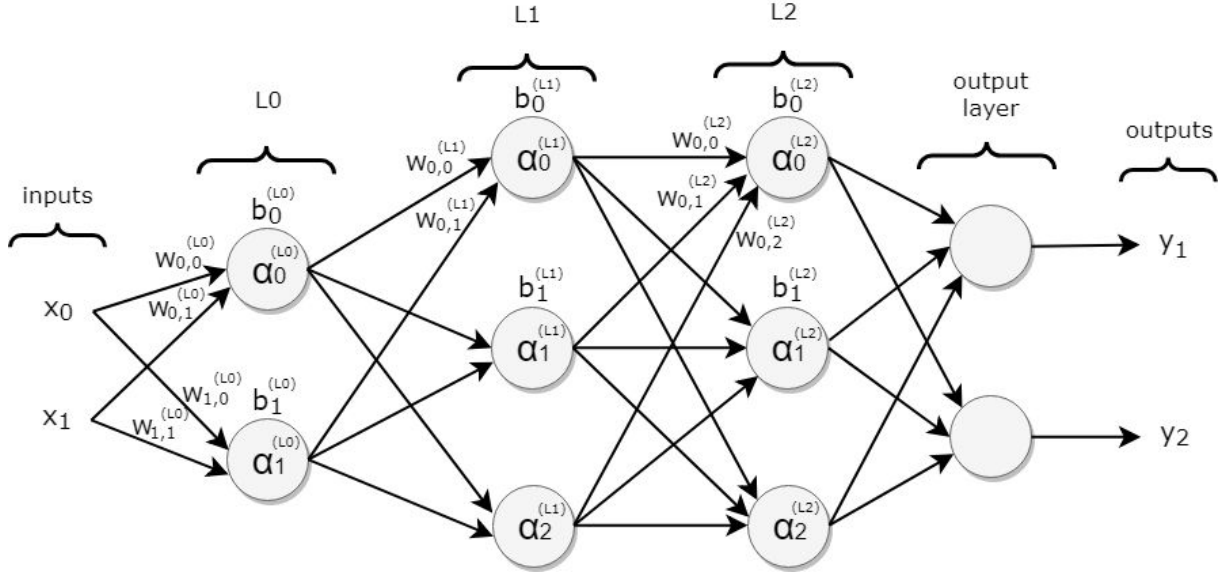 L1
L2
L0
output
layer
outputs
inputs
b₀⁽ᴸ¹⁾
b₀⁽ᴸ²⁾
α₀⁽ᴸ¹⁾
w₀,₀⁽ᴸ²⁾
α₀⁽ᴸ²⁾
w₀,₀⁽ᴸ¹⁾
w₀,₁⁽ᴸ²⁾
w₀,₁⁽ᴸ¹⁾
w₀,₂⁽ᴸ²⁾
b₀⁽ᴸ⁰⁾
w₀,₀⁽ᴸ⁰⁾
α₀⁽ᴸ⁰⁾
y₁
x₀
w₀,₁⁽ᴸ⁰⁾
b₁⁽ᴸ¹⁾
b₁⁽ᴸ²⁾
α₁⁽ᴸ¹⁾
α₁⁽ᴸ²⁾
w₁,₀⁽ᴸ⁰⁾
b₁⁽ᴸ⁰⁾
x₁
w₁,₁⁽ᴸ⁰⁾
α₁⁽ᴸ⁰⁾
y₂
α₂⁽ᴸ¹⁾
α₂⁽ᴸ²⁾